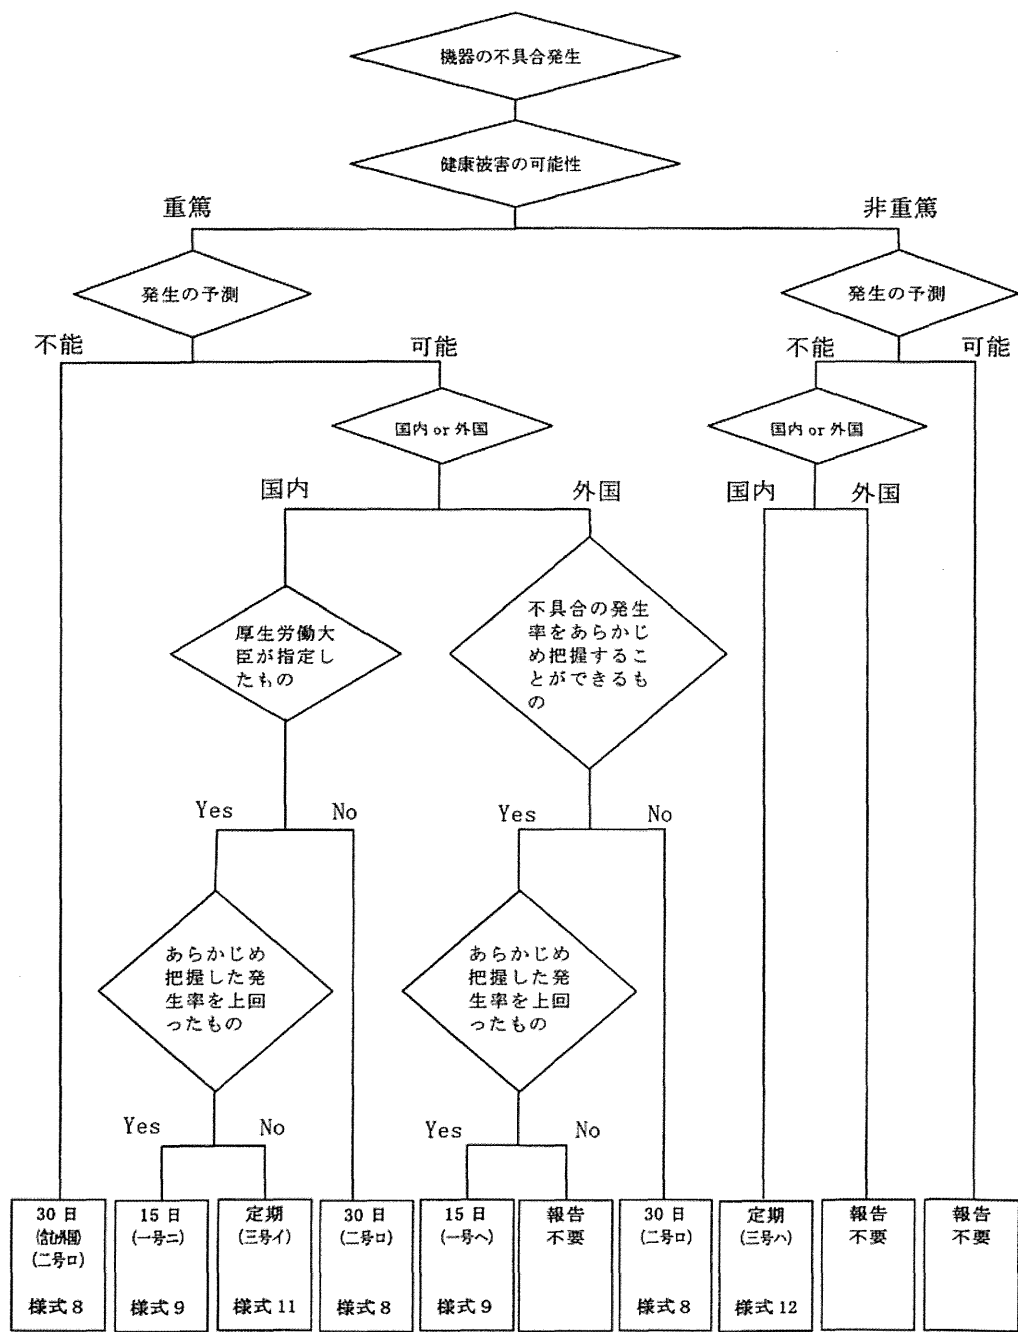 機器の不具合発生
健康被害の可能性
重篤
非重篤
発生の予測
発生の予測
不能
可能
不能
可能
国内 or 外国
国内 or 外国
国内
外国
国内
外国
厚生労働大
臣が指定し
たもの
不具合の発生
率をあらかじ
め把握するこ
とができるも
の
Yes
No
Yes
No
あらかじめ
把握した発
生率を上回
ったもの
あらかじめ
把握した発
生率を上回
ったもの
Yes
No
Yes
No
30 日
(二号ロ)
様式 8
15 日
(一号ニ)
様式 9
定期
(三号イ)
様式 11
30 日
(二号ロ)
様式 8
15 日
(一号ヘ)
様式 9
報告
不要
30 日
(二号ロ)
様式 8
定期
(三号ハ)
様式 12
報告
不要
報告
不要